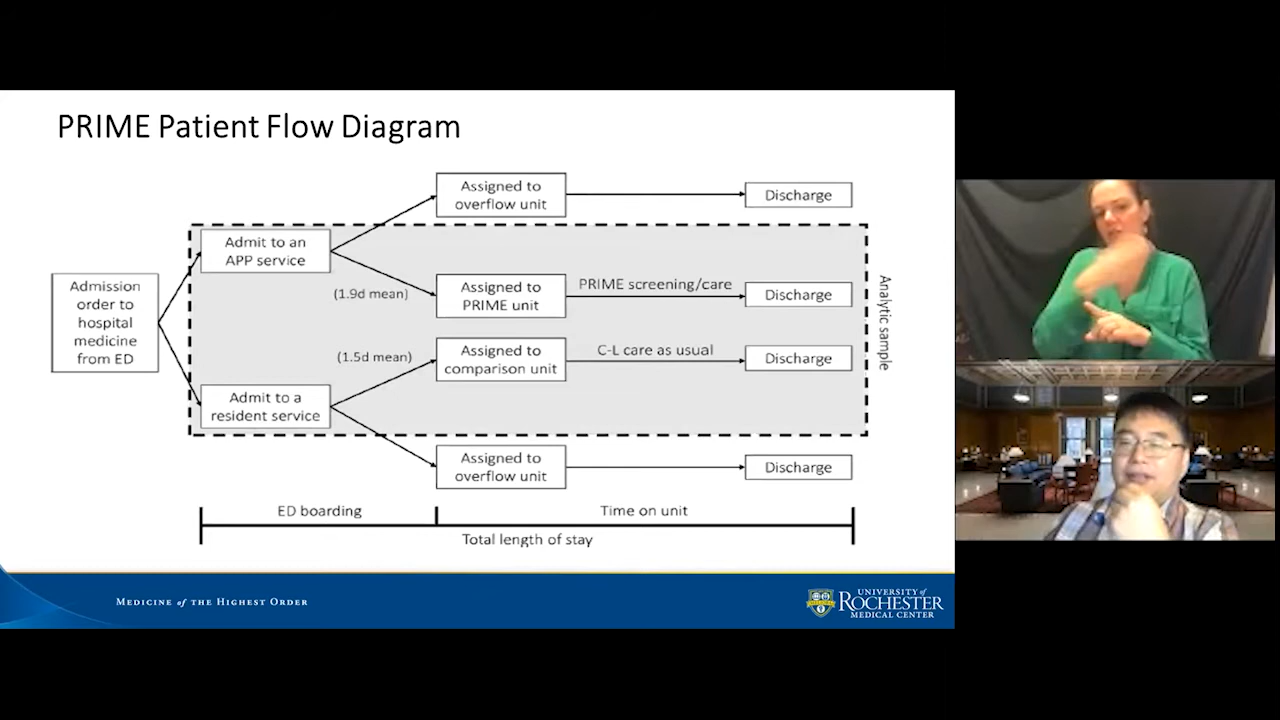 PRIME Patient Flow Diagram
Assigned to
overflow unit
Discharge
Admit to an
APP service
(1.9d mean)
Assigned to
PRIME unit
PRIME screening/care
Discharge
Admission
order to
hospital
medicine
from ED
Analytic sample
(1.5d mean)
Assigned to
comparison unit
C-L care as usual
Discharge
Admit to a
resident service
Assigned to
overflow unit
Discharge
ED boarding
Time on unit
Total length of stay
MEDICINE of THE HIGHEST ORDER
UNIVERSITY of
ROCHESTER
MEDICAL CENTER